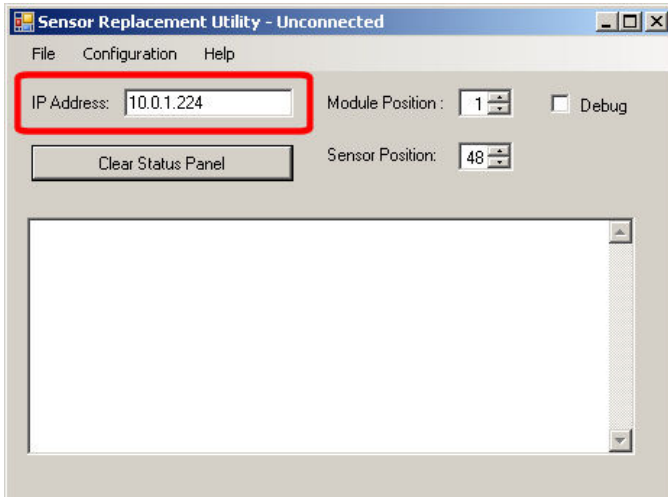 Sensor Replacement Utility - Unconnected
File Configuration Help
IP Address: 10.0.1.224 Module Position : 1 Debug
Clear Status Panel Sensor Position: 48